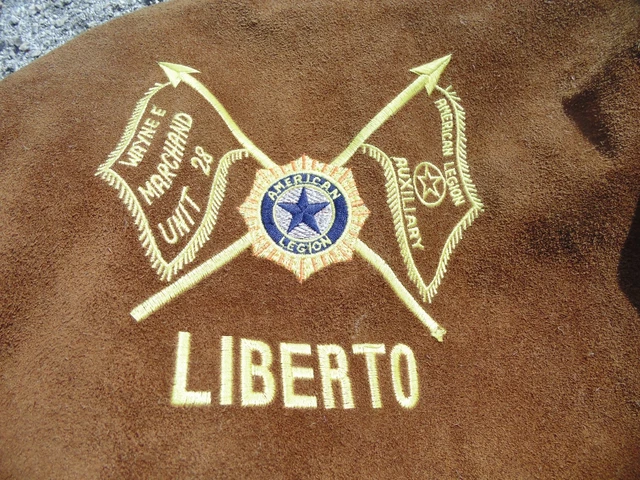 WAYNE E
MARCHAND
UNIT 28
AMERICAN
LEGION
AMERICAN LEGION
AUXILIARY
LIBERTO